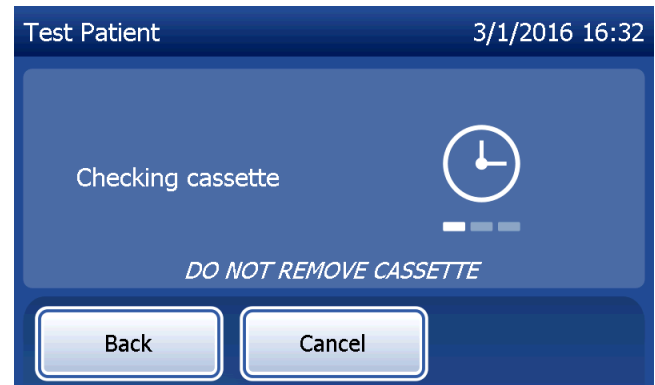 Test Patient 3/1/2016 16:32
Checking cassette
DO NOT REMOVE CASSETTE
Back Cancel